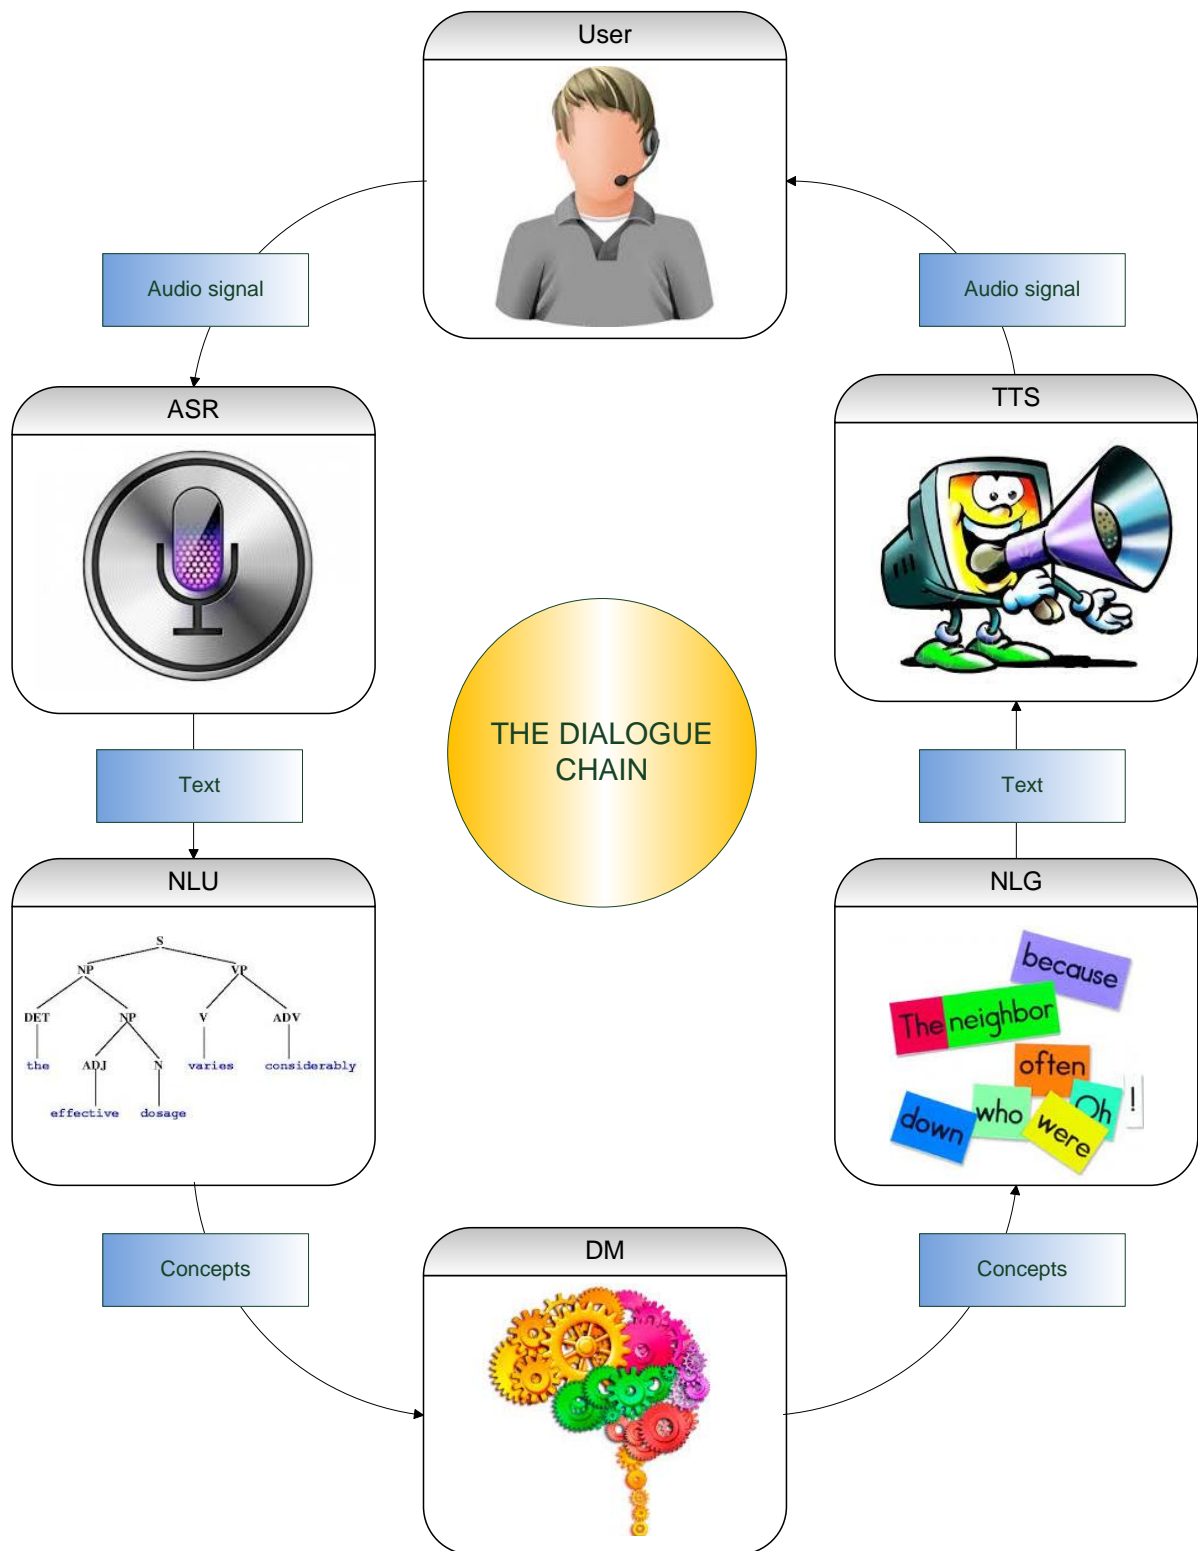 User
Audio signal
Audio signal
ASR
TTS
THE DIALOGUE
CHAIN
Text
Text
NLU
NLG
S
NP VP
DET NP V ADV
the ADJ N varies considerably
effective dosage
because
The neighbor
often
down who were Oh !
Concepts
Concepts
DM